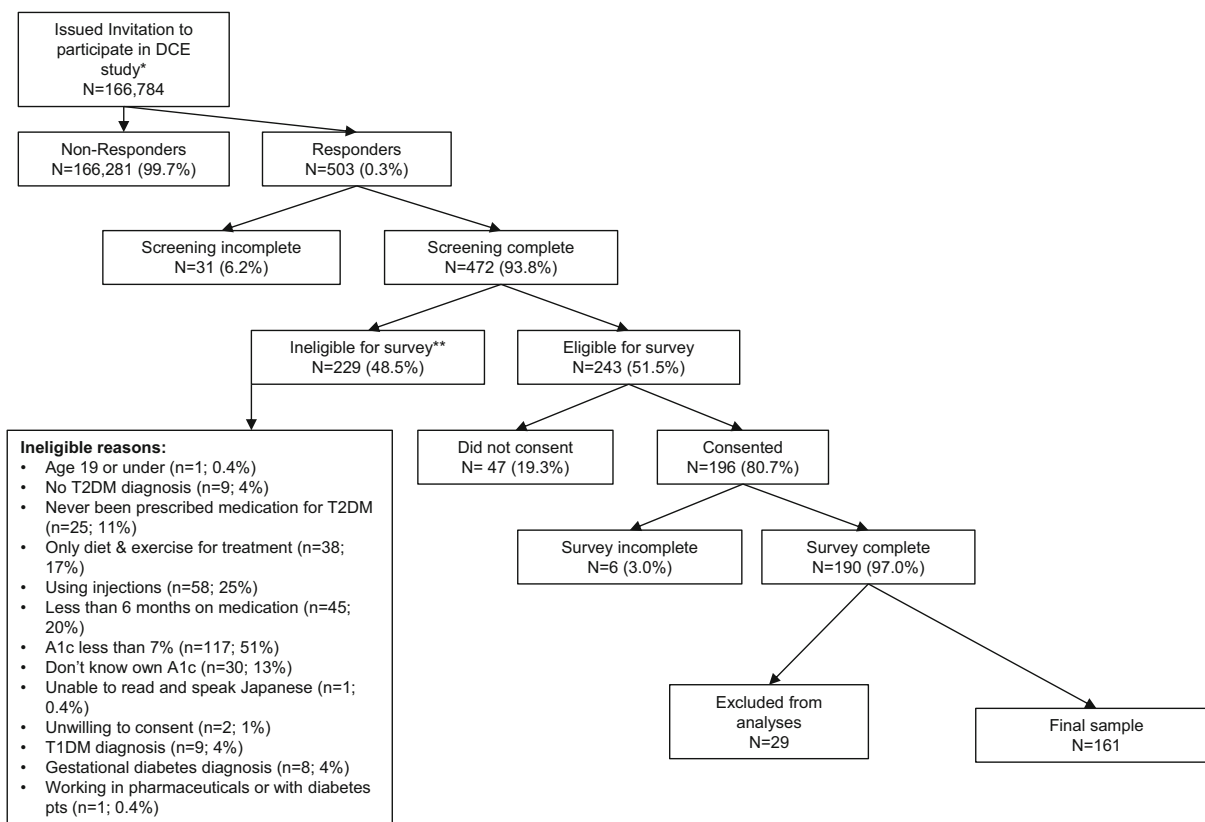 Issued Invitation to
participate in DCE
study*
N=166,784
Non-Responders
N=166,281 (99.7%)
Responders
N=503 (0.3%)
Screening incomplete
N=31 (6.2%)
Screening complete
N=472 (93.8%)
Ineligible for survey**
N=229 (48.5%)
Eligible for survey
N=243 (51.5%)
Ineligible reasons:
• Age 19 or under (n=1; 0.4%)
• No T2DM diagnosis (n=9; 4%)
• Never been prescribed medication for T2DM
(n=25; 11%)
• Only diet & exercise for treatment (n=38;
17%)
• Using injections (n=58; 25%)
• Less than 6 months on medication (n=45;
20%)
• A1c less than 7% (n=117; 51%)
• Don't know own A1c (n=30; 13%)
• Unable to read and speak Japanese (n=1;
0.4%)
• Unwilling to consent (n=2; 1%)
• T1DM diagnosis (n=9; 4%)
• Gestational diabetes diagnosis (n=8; 4%)
• Working in pharmaceuticals or with diabetes
pts (n=1; 0.4%)
Did not consent
N= 47 (19.3%)
Consented
N=196 (80.7%)
Survey incomplete
N=6 (3.0%)
Survey complete
N=190 (97.0%)
Excluded from
analyses
N=29
Final sample
N=161